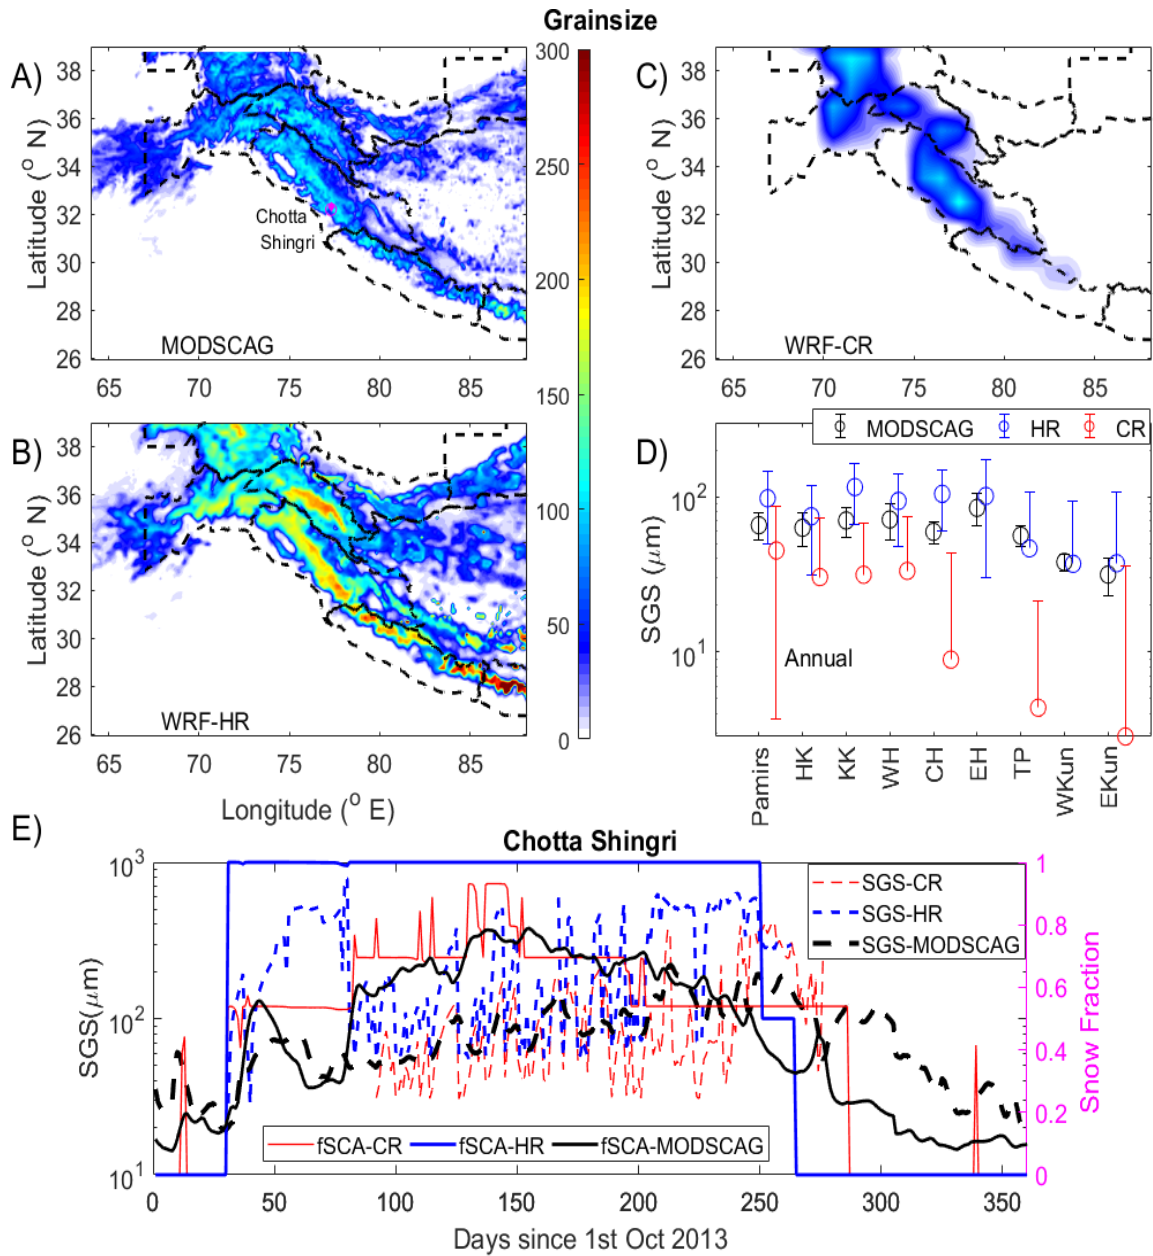 Grainsize
A)
38
36
34
32
30
28
26
Latitude (° N)
Chotta
Shingri
MODSCAG
65 70 75 80 85
300
250
200
150
100
50
0
C)
38
36
34
32
30
28
26
Latitude (° N)
WRF-CR
65 70 75 80 85
B)
38
36
34
32
30
28
26
Latitude (° N)
WRF-HR
65 70 75 80 85
Longitude (° E)
D)
MODSCAG HR CR
10²
10¹
SGS (μm)
Annual
Pamirs
HK
KK
WH
CH
EH
TP
WKun
EKun
E)
Chotta Shingri
10³
10²
10¹
SGS(μm)
SGS-CR
SGS-HR
SGS-MODSCAG
fSCA-CR fSCA-HR fSCA-MODSCAG
1
0.8
0.6
0.4
0.2
0
Snow Fraction
0 50 100 150 200 250 300 350
Days since 1st Oct 2013